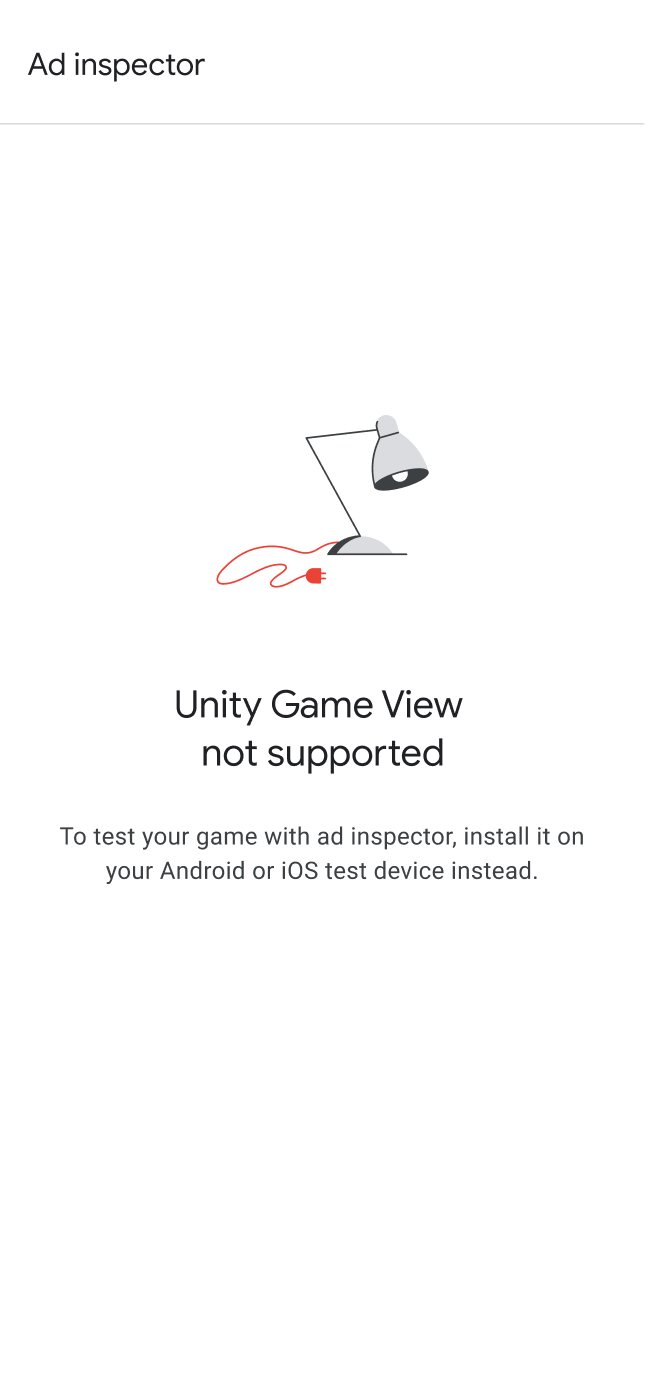 Ad inspector
Unity Game View
not supported
To test your game with ad inspector, install it on
your Android or iOS test device instead.